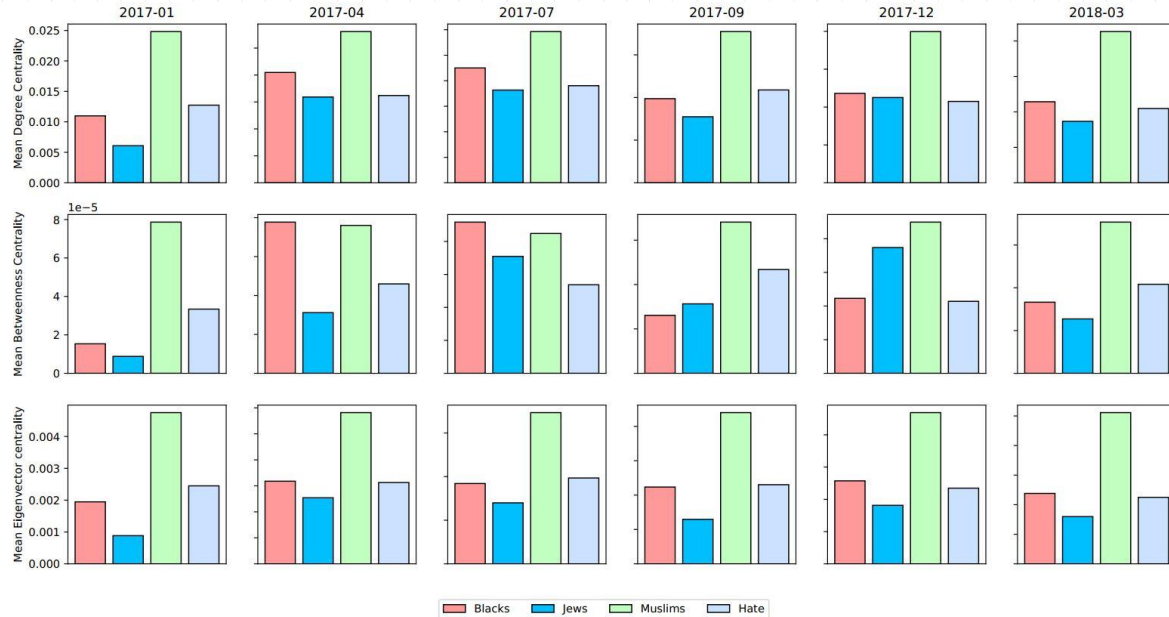 2017-01 2017-04 2017-07 2017-09 2017-12 2018-03
Mean Degree Centrality
0.025
0.020
0.015
0.010
0.005
0.000
1e−5
Mean Betweenness Centrality
8
6
4
2
0
Mean Eigenvector centrality
0.004
0.003
0.002
0.001
0.000
Blacks Jews Muslims Hate